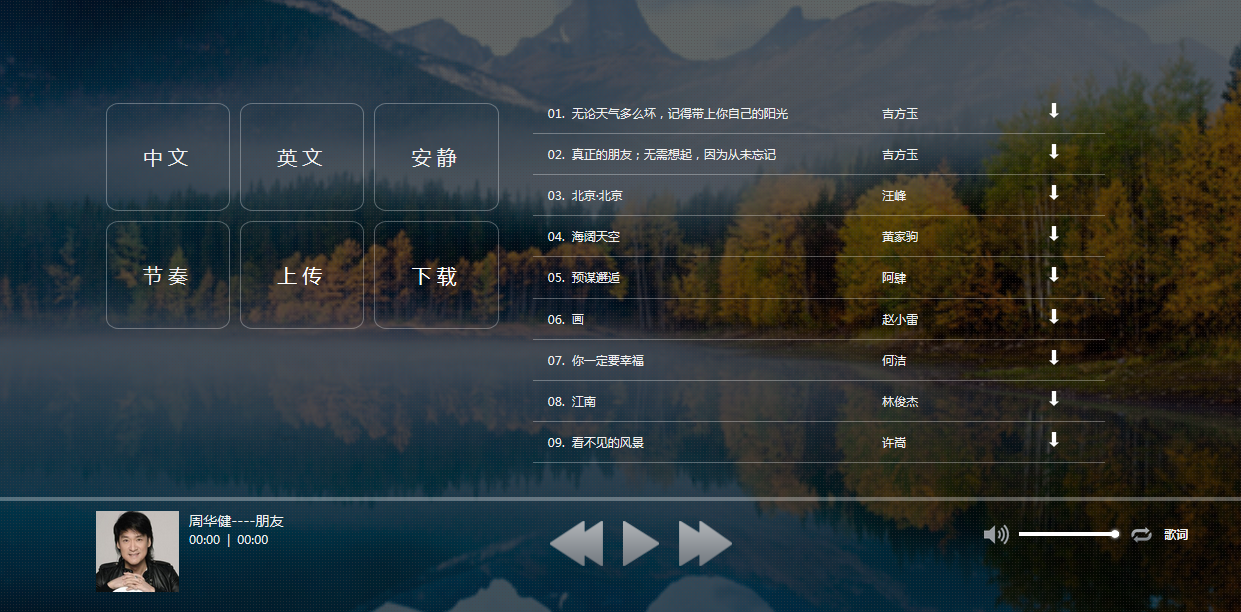 中文
英文
安静
节奏
上传
下载
01. 无论天气多么坏，记得带上你自己的阳光 吉方玉
02. 真正的朋友；无需想起，因为从未忘记 吉方玉
03. 北京·北京 汪峰
04. 海阔天空 黄家驹
05. 预谋邂逅 阿肆
06. 画 赵小雷
07. 你一定要幸福 何洁
08. 江南 林俊杰
09. 看不见的风景 许嵩
周华健----朋友
00:00 | 00:00
歌词